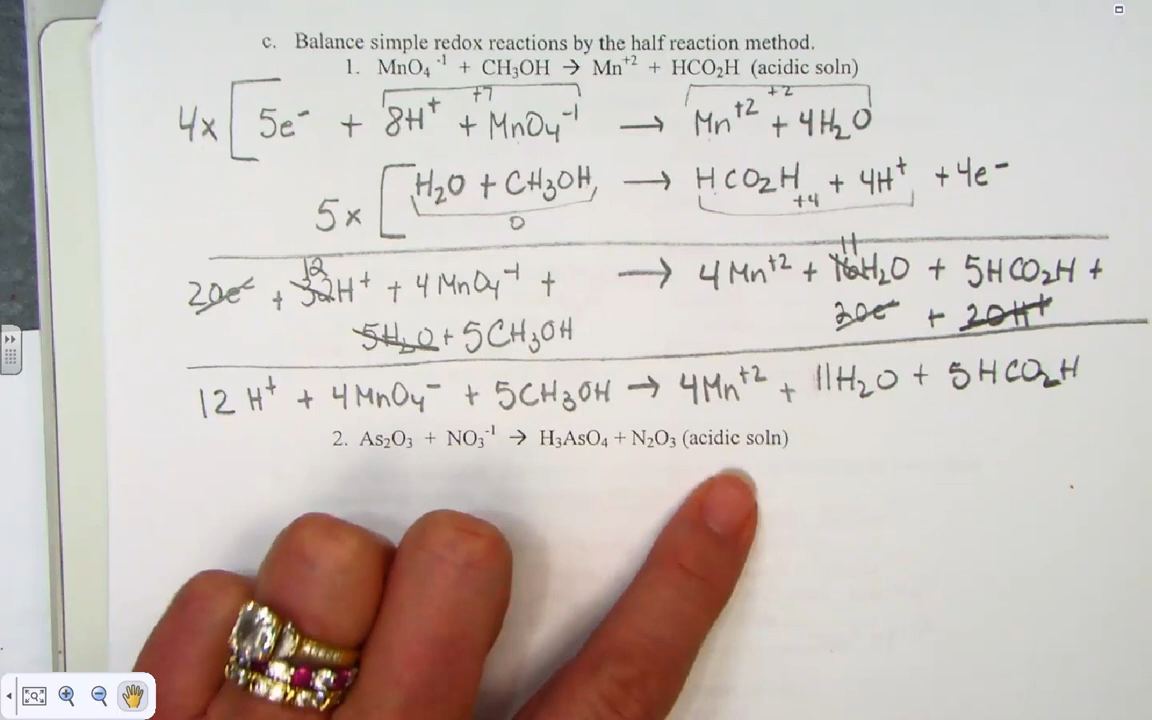 c. Balance simple redox reactions by the half reaction method.
1. MnO₄⁻¹ + CH₃OH → Mn⁺² + HCO₂H (acidic soln)
+7 +2
4x [ 5e⁻ + 8H⁺ + MnO₄⁻¹ → Mn⁺² + 4H₂O
5x [ H₂O + CH₃OH → HCO₂H + 4H⁺ + 4e⁻
0 +4
12 11
20e⁻ + 32H⁺ + 4MnO₄⁻¹ + → 4Mn⁺² + 16H₂O + 5HCO₂H +
5H₂O + 5CH₃OH 20e⁻ + 20H⁺
12H⁺ + 4MnO₄⁻ + 5CH₃OH → 4Mn⁺² + 11H₂O + 5HCO₂H
2. As₂O₃ + NO₃⁻¹ → H₃AsO₄ + N₂O₃ (acidic soln)